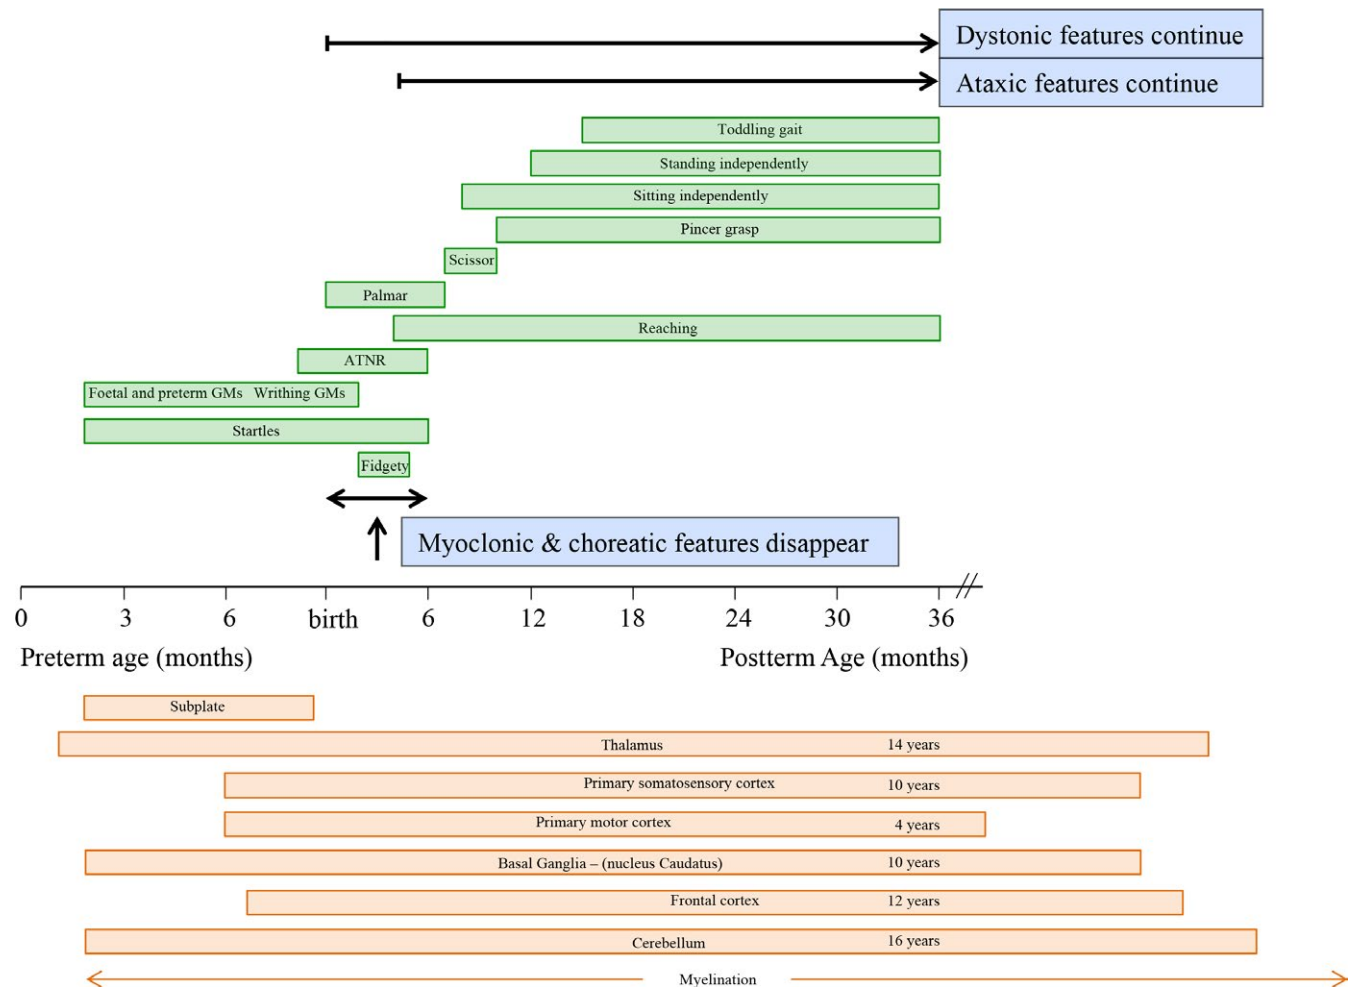 Dystonic features continue
Ataxic features continue
Toddling gait
Standing independently
Sitting independently
Pincer grasp
Scissor
Palmar
Reaching
ATNR
Foetal and preterm GMs Writhing GMs
Startles
Fidgety
Myoclonic & choreatic features disappear
0 3 6 birth 6 12 18 24 30 36
Preterm age (months) Postterm Age (months)
Subplate
Thalamus 14 years
Primary somatosensory cortex 10 years
Primary motor cortex 4 years
Basal Ganglia – (nucleus Caudatus) 10 years
Frontal cortex 12 years
Cerebellum 16 years
Myelination